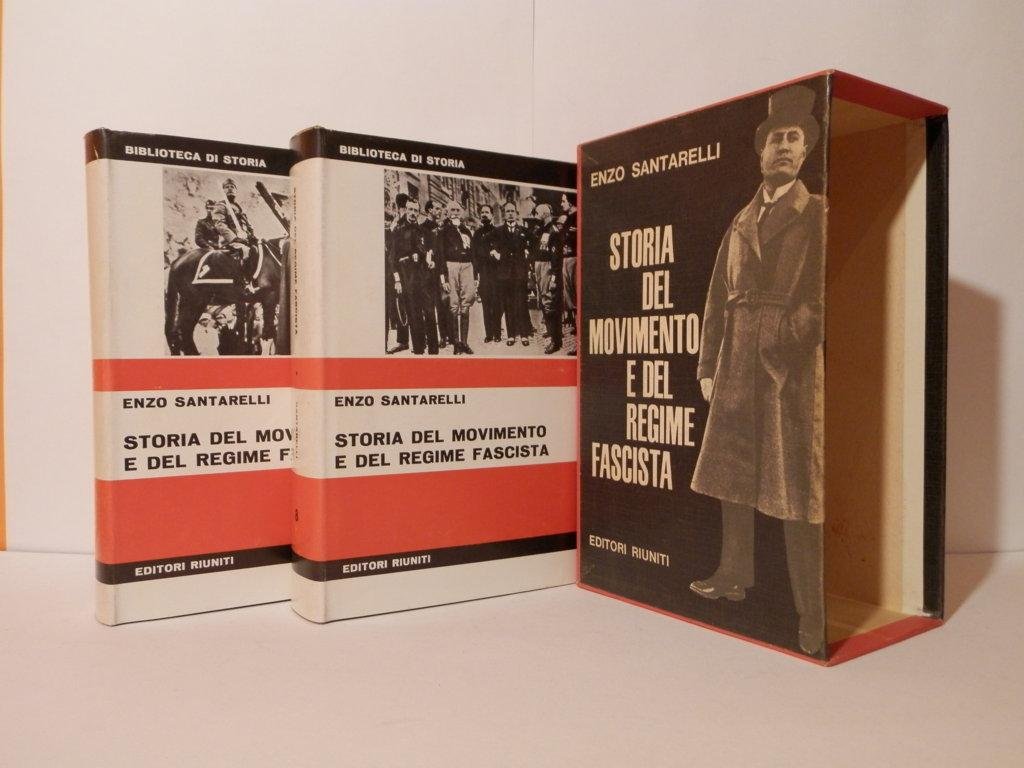 BIBLIOTECA DI STORIA
ENZO SANTARELLI
STORIA DEL MOV
E DEL REGIME F
EDITORI RIUNITI
BIBLIOTECA DI STORIA
ENZO SANTARELLI
STORIA DEL MOVIMENTO
E DEL REGIME FASCISTA
EDITORI RIUNITI
8
ENZO SANTARELLI
STORIA
DEL
MOVIMENTO
E DEL
REGIME
FASCISTA
EDITORI RIUNITI